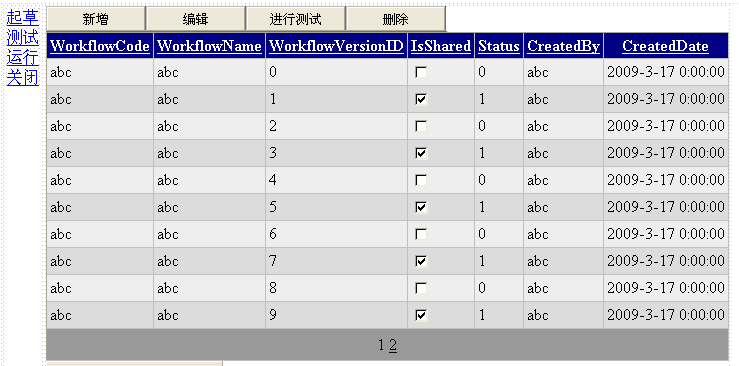 起草
测试
运行
关闭
新增 编辑 进行测试 删除
WorkflowCode WorkflowName WorkflowVersionID IsShared Status CreatedBy CreatedDate
abc abc 0 0 abc 2009-3-17 0:00:00
abc abc 1 1 abc 2009-3-17 0:00:00
abc abc 2 0 abc 2009-3-17 0:00:00
abc abc 3 1 abc 2009-3-17 0:00:00
abc abc 4 0 abc 2009-3-17 0:00:00
abc abc 5 1 abc 2009-3-17 0:00:00
abc abc 6 0 abc 2009-3-17 0:00:00
abc abc 7 1 abc 2009-3-17 0:00:00
abc abc 8 0 abc 2009-3-17 0:00:00
abc abc 9 1 abc 2009-3-17 0:00:00
1 2